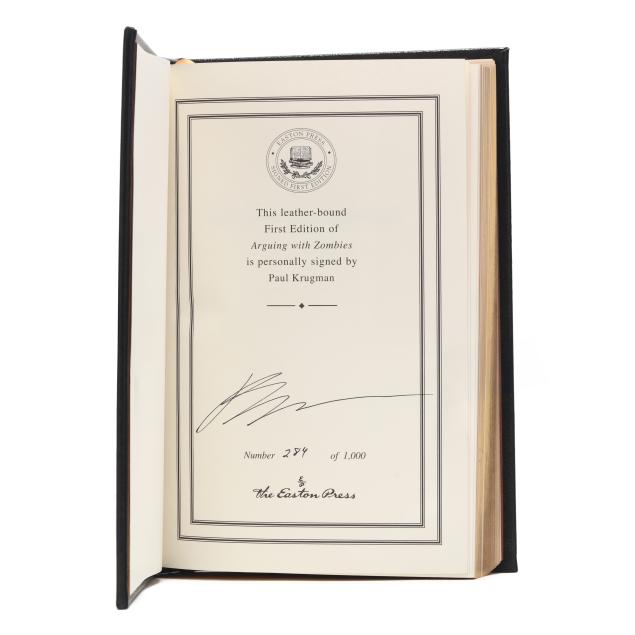 EASTON PRESS
SIGNED FIRST EDITION
This leather-bound
First Edition of
Arguing with Zombies
is personally signed by
Paul Krugman
Number 284 of 1,000
The Easton Press